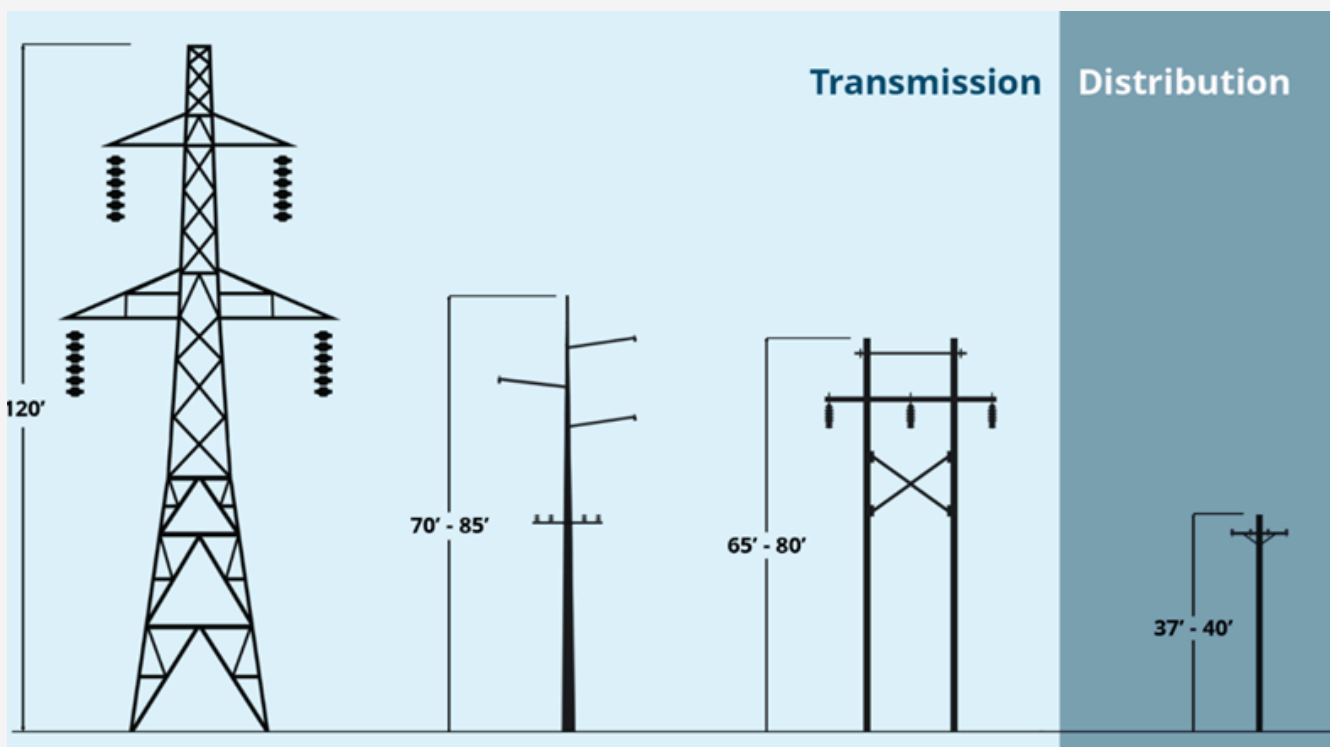 Transmission
Distribution
120′
70′ - 85′
65′ - 80′
37′ - 40′